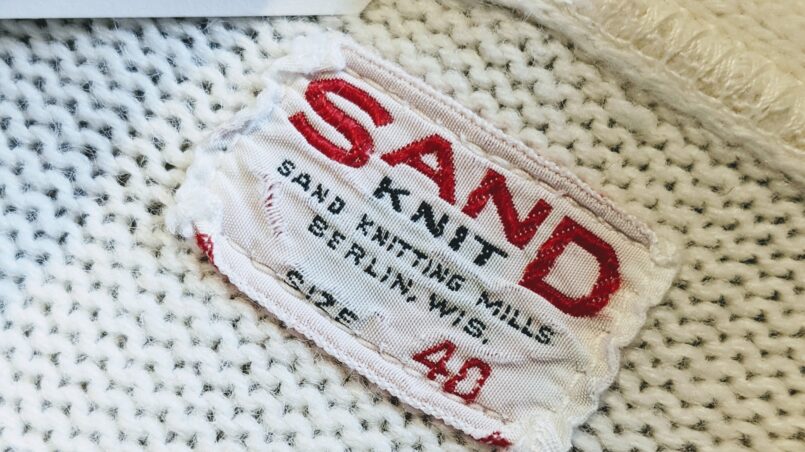 SAND
KNIT
SAND KNITTING MILLS
BERLIN, WIS.
SIZE 40